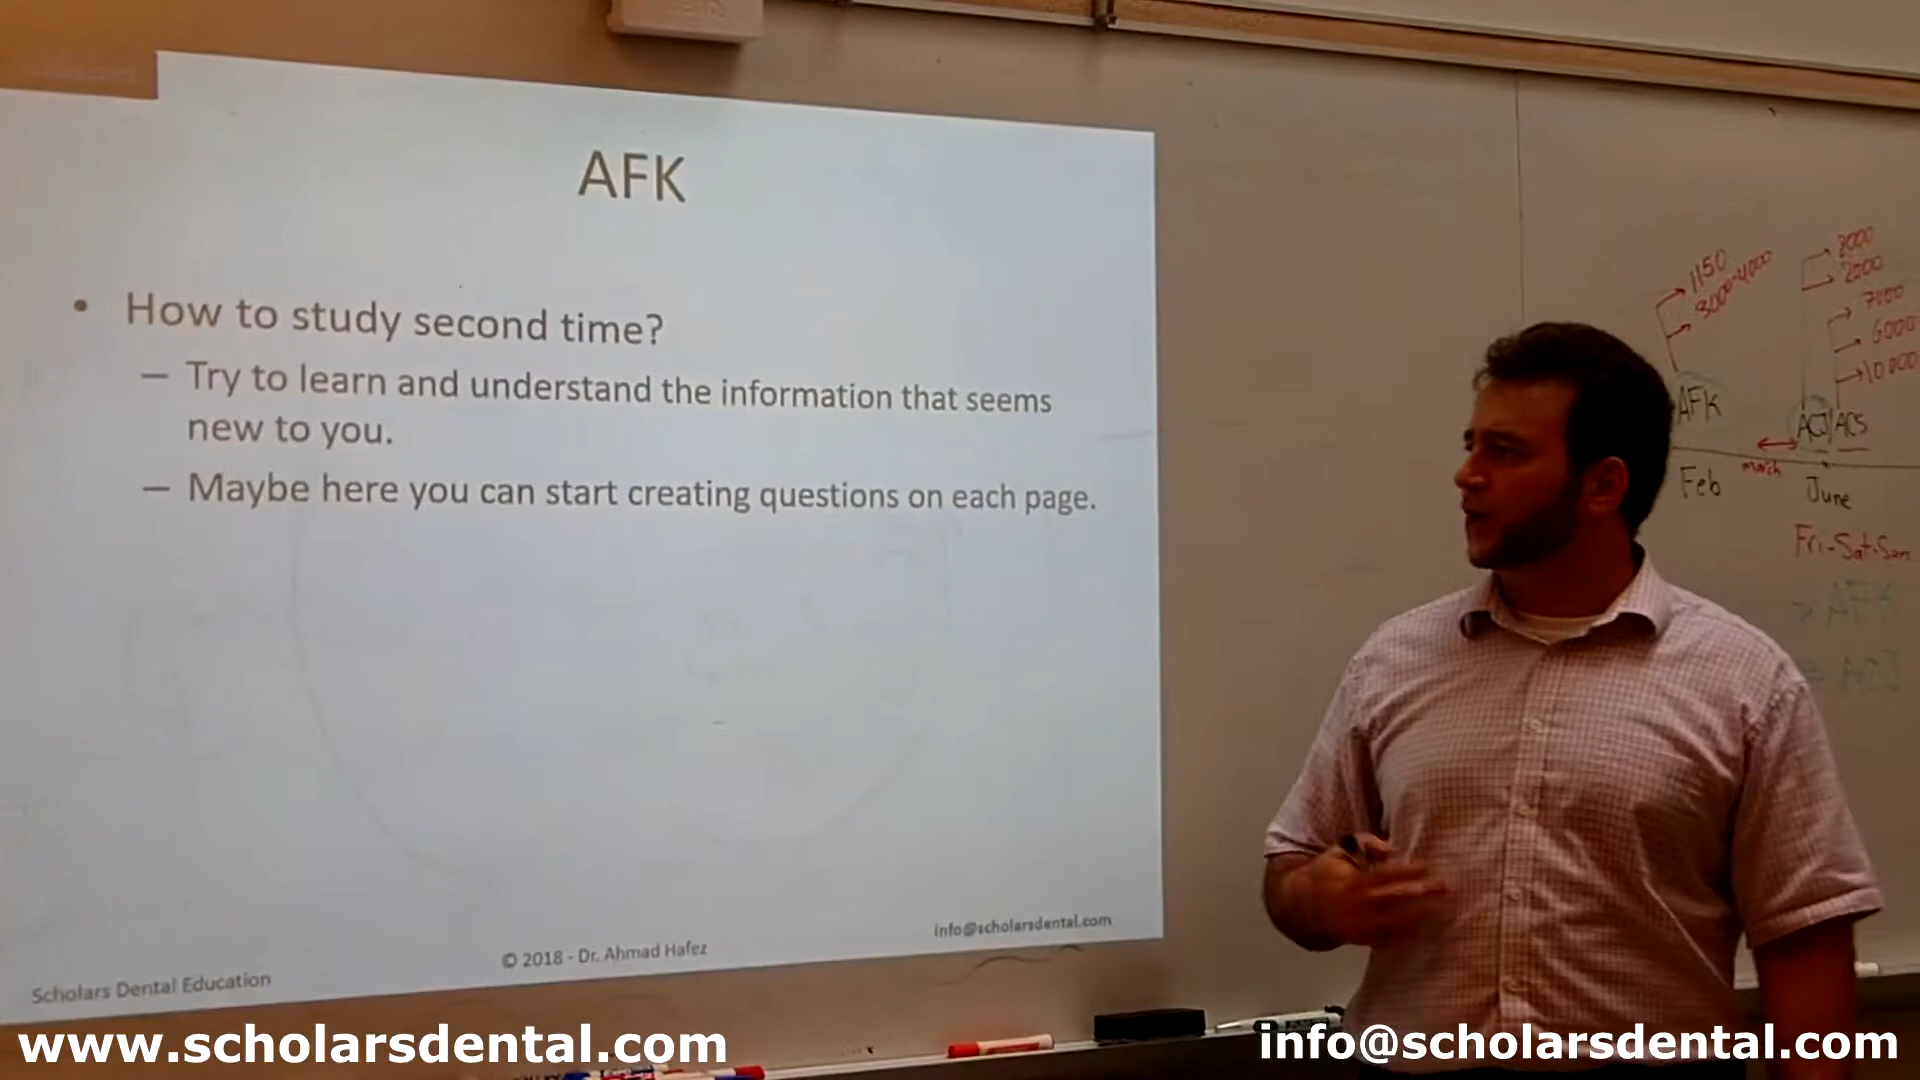 AFK
• How to study second time?
– Try to learn and understand the information that seems
new to you.
– Maybe here you can start creating questions on each page.
info@scholarsdental.com
© 2018 - Dr. Ahmad Hafez
Scholars Dental Education
1150
3000-4000
8000
2000
7000
6000
10000
AFK
ACJ ACS
march
Feb
June
Fri-Sat-Sun
AFK
ACJ
www.scholarsdental.com
info@scholarsdental.com